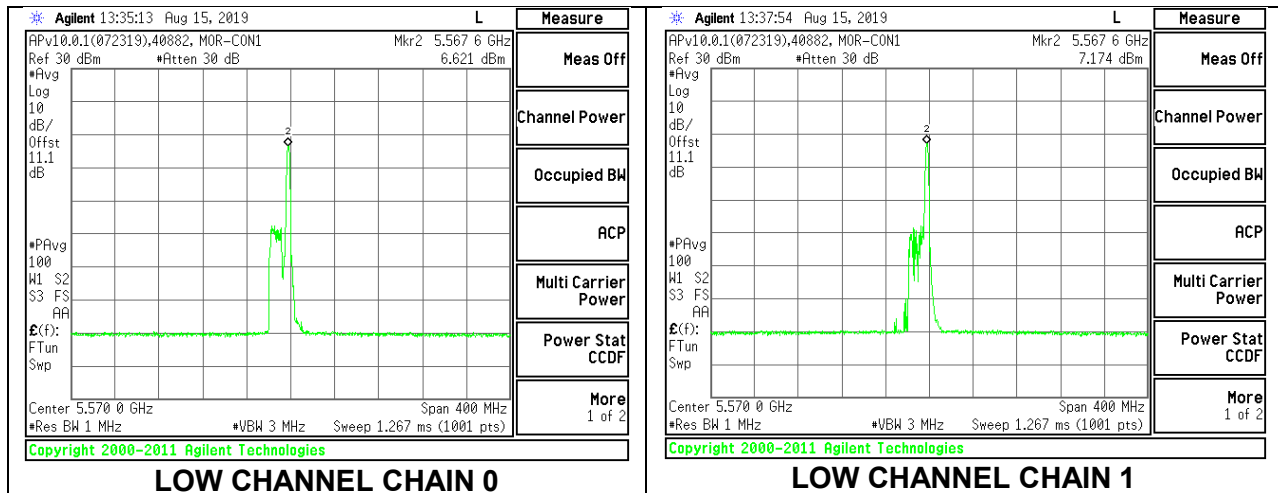 Agilent 13:35:13 Aug 15, 2019 L Measure
APv10.0.1(072319),40882, MOR-CON1 Mkr2 5.567 6 GHz
Ref 30 dBm #Atten 30 dB 6.621 dBm
Meas Off
#Avg
Log
10
dB/
Offst
11.1
dB
2
Channel Power
Occupied BW
ACP
#PAvg
100
W1 S2
S3 FS
AA
Multi Carrier
Power
£(f):
FTun
Swp
Power Stat
CCDF
More
1 of 2
Center 5.570 0 GHz Span 400 MHz
#Res BW 1 MHz #VBW 3 MHz Sweep 1.267 ms (1001 pts)
Copyright 2000-2011 Agilent Technologies
LOW CHANNEL CHAIN 0
Agilent 13:37:54 Aug 15, 2019 L Measure
APv10.0.1(072319),40882, MOR-CON1 Mkr2 5.567 6 GHz
Ref 30 dBm #Atten 30 dB 7.174 dBm
Meas Off
#Avg
Log
10
dB/
Offst
11.1
dB
2
Channel Power
Occupied BW
ACP
#PAvg
100
W1 S2
S3 FS
AA
Multi Carrier
Power
£(f):
FTun
Swp
Power Stat
CCDF
More
1 of 2
Center 5.570 0 GHz Span 400 MHz
#Res BW 1 MHz #VBW 3 MHz Sweep 1.267 ms (1001 pts)
Copyright 2000-2011 Agilent Technologies
LOW CHANNEL CHAIN 1